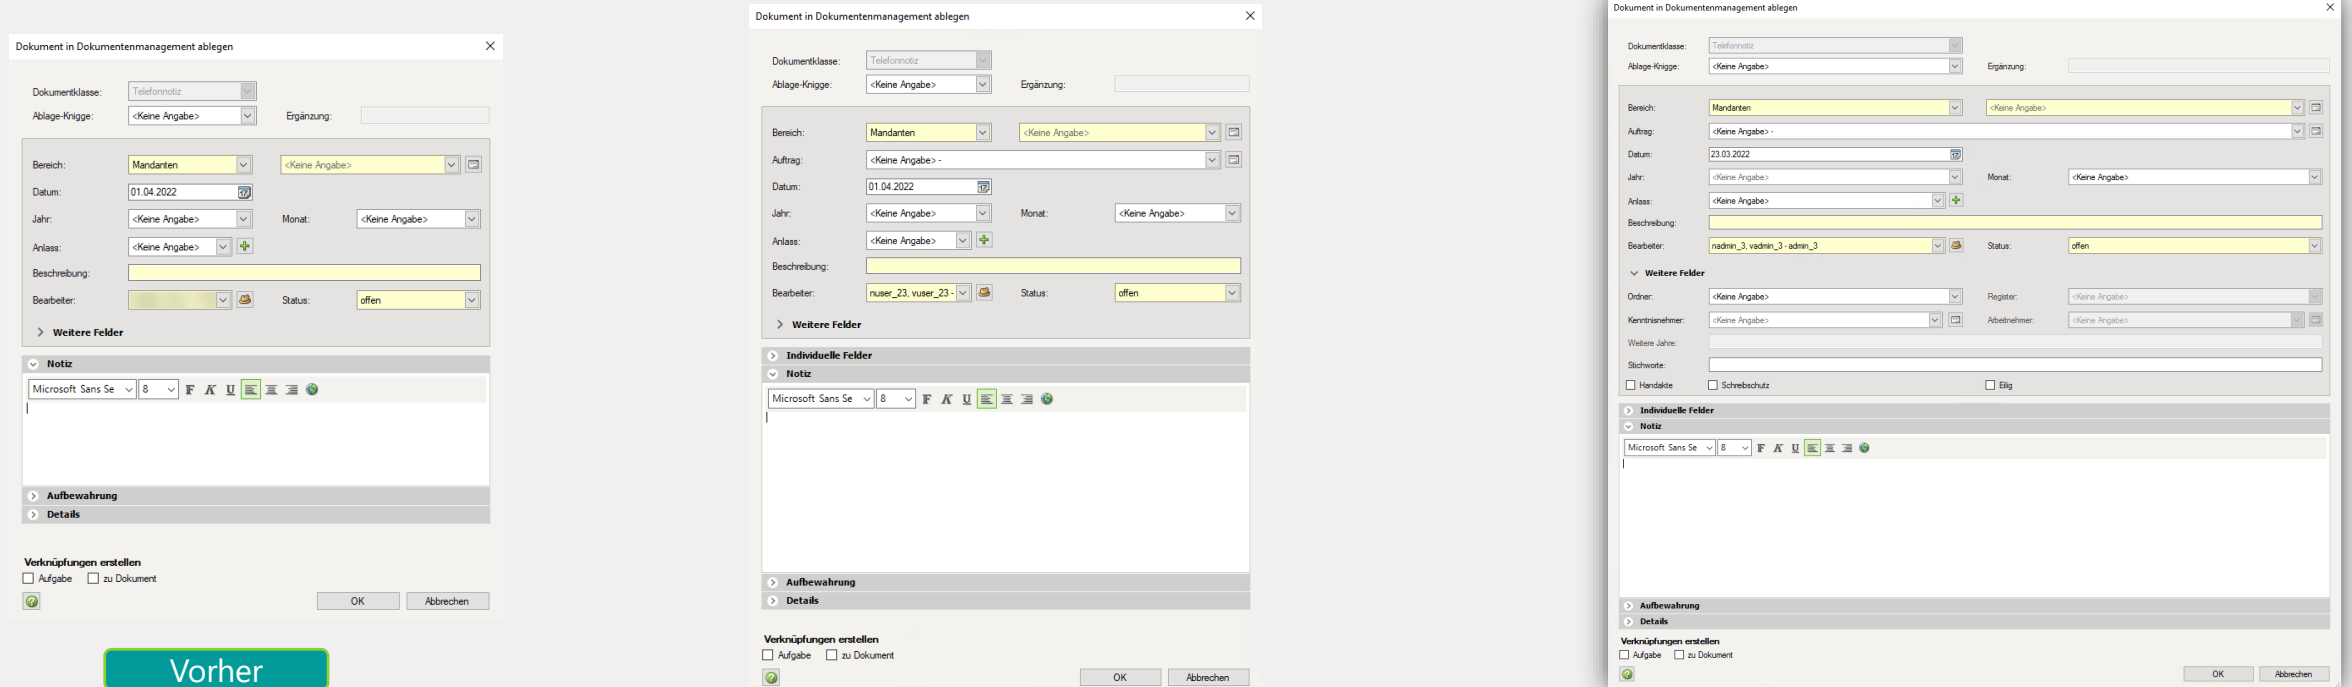 Dokument in Dokumentenmanagement ablegen
Dokumentklasse: Telefonnotiz
Ablage-Knigge: <Keine Angabe> Ergänzung:
Bereich: Mandanten <Keine Angabe>
Datum: 01.04.2022
Jahr: <Keine Angabe> Monat: <Keine Angabe>
Anlass: <Keine Angabe>
Beschreibung:
Bearbeiter: Status: offen
Weitere Felder
Notiz
Microsoft Sans Se 8 F K U
Aufbewahrung
Details
Verknüpfungen erstellen
Aufgabe zu Dokument
OK Abbrechen
Vorher
Dokument in Dokumentenmanagement ablegen
Dokumentklasse: Telefonnotiz
Ablage-Knigge: <Keine Angabe> Ergänzung:
Bereich: Mandanten <Keine Angabe>
Auftrag: <Keine Angabe> -
Datum: 01.04.2022
Jahr: <Keine Angabe> Monat: <Keine Angabe>
Anlass: <Keine Angabe>
Beschreibung:
Bearbeiter: nuser_23, vuser_23 - Status: offen
Weitere Felder
Individuelle Felder
Notiz
Microsoft Sans Se 8 F K U
Aufbewahrung
Details
Verknüpfungen erstellen
Aufgabe zu Dokument
OK Abbrechen
Dokument in Dokumentenmanagement ablegen
Dokumentklasse: Telefonnotiz
Ablage-Knigge: <Keine Angabe> Ergänzung:
Bereich: Mandanten <Keine Angabe>
Auftrag: <Keine Angabe> -
Datum: 23.03.2022
Jahr: <Keine Angabe> Monat: <Keine Angabe>
Anlass: <Keine Angabe>
Beschreibung:
Bearbeiter: nadmin_3, vadmin_3 - admin_3 Status: offen
Weitere Felder
Ordner: <Keine Angabe> Register: <Keine Angabe>
Kenntnisnehmer: <Keine Angabe> Arbeitnehmer: <Keine Angabe>
Weitere Jahre:
Stichworte:
Handakte Schreibschutz Eilig
Individuelle Felder
Notiz
Microsoft Sans Se 8 F K U
Aufbewahrung
Details
Verknüpfungen erstellen
Aufgabe zu Dokument
OK Abbrechen